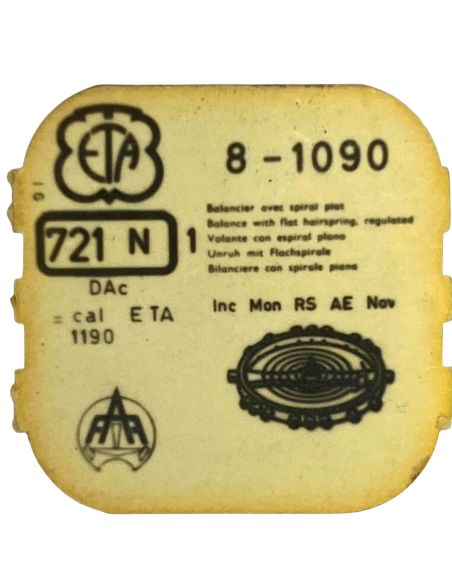 ETA
8-1090
16
721 N 1
Balancier avec spiral plat
Balance with flat hairspring, regulated
Volante con espiral plano
Unruh mit Flachspirale
Bilanciere con spirale piana
DAc
= cal ETA
1190
Inc Mon RS AE Nov